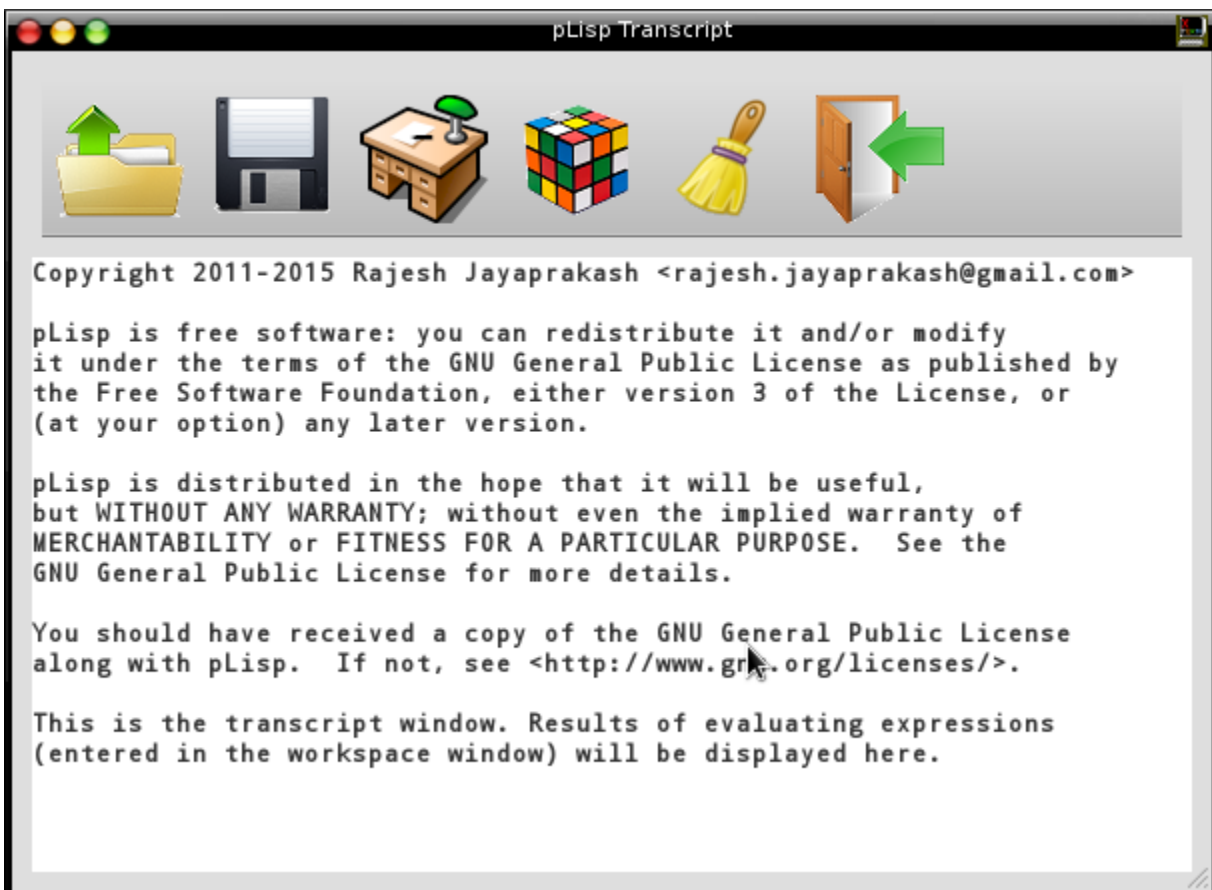 pLisp Transcript
Copyright 2011-2015 Rajesh Jayaprakash <rajesh.jayaprakash@gmail.com>
pLisp is free software: you can redistribute it and/or modify
it under the terms of the GNU General Public License as published by
the Free Software Foundation, either version 3 of the License, or
(at your option) any later version.
pLisp is distributed in the hope that it will be useful,
but WITHOUT ANY WARRANTY; without even the implied warranty of
MERCHANTABILITY or FITNESS FOR A PARTICULAR PURPOSE.  See the
GNU General Public License for more details.
You should have received a copy of the GNU General Public License
along with pLisp.  If not, see <http://www.gnu.org/licenses/>.
This is the transcript window. Results of evaluating expressions
(entered in the workspace window) will be displayed here.